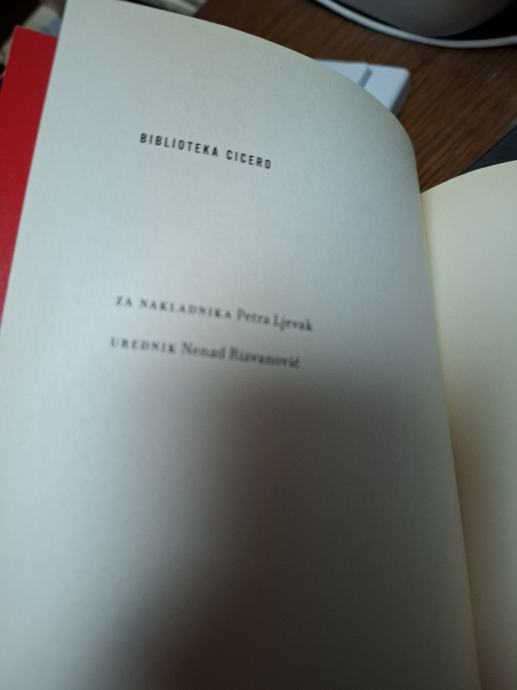 BIBLIOTEKA CICERO
ZA NAKLADNIKA Petra Ljevak
UREDNIK Nenad Rizvanović